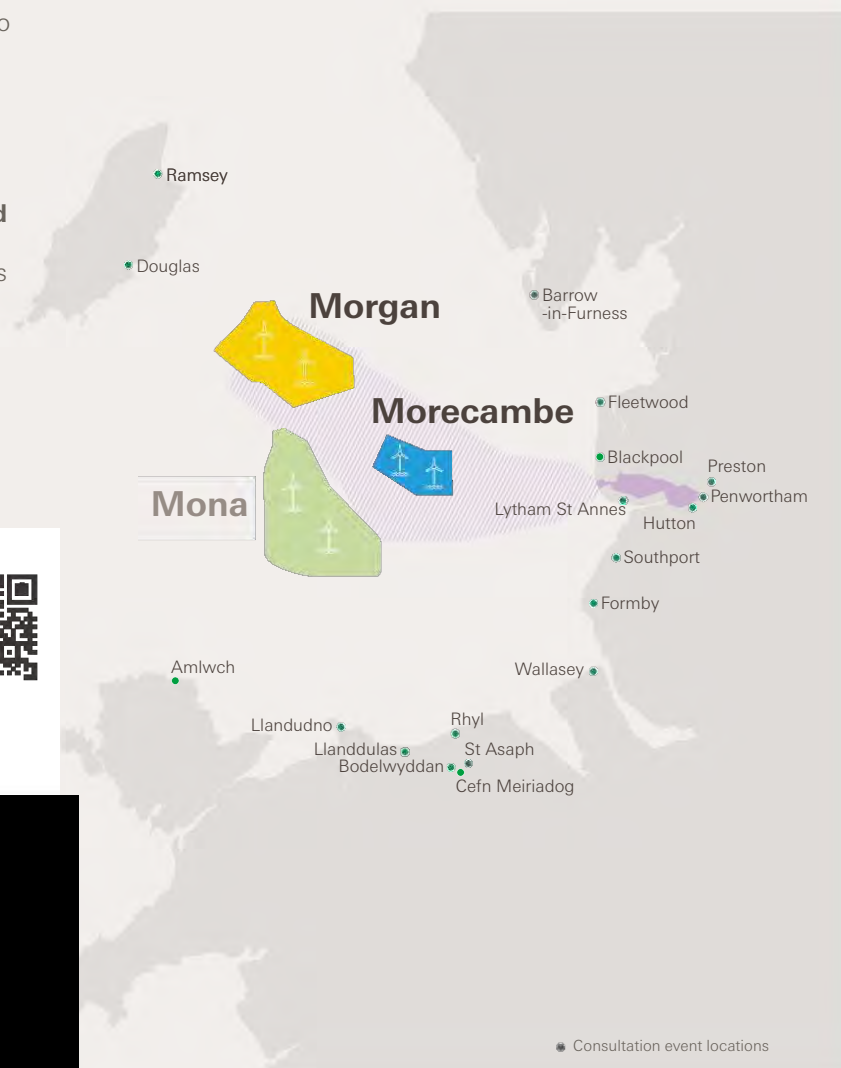 Ramsey
Douglas
Morgan
Barrow
-in-Furness
Morecambe
Fleetwood
Blackpool
Preston
Mona
Penwortham
Lytham St Annes
Hutton
Southport
Formby
Amlwch
Wallasey
Rhyl
Llandudno
Llanddulas
St Asaph
Bodelwyddan
Cefn Meiriadog
Consultation event locations